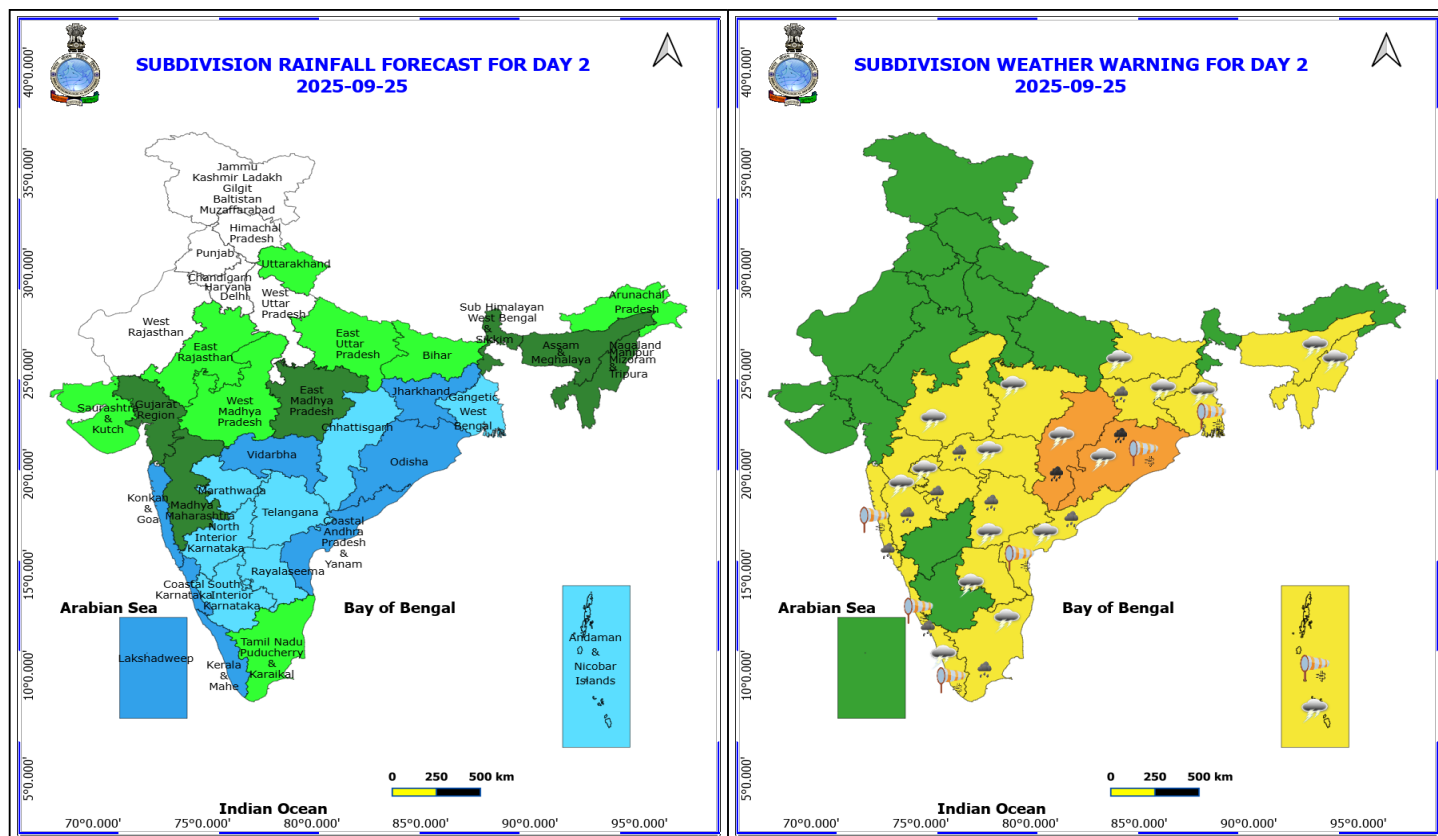 SUBDIVISION RAINFALL FORECAST FOR DAY 2
2025-09-25
40°0.000'
35°0.000'
30°0.000'
25°0.000'
20°0.000'
15°0.000'
10°0.000'
5°0.000'
Jammu
Kashmir Ladakh
Gilgit
Baltistan
Muzaffarabad
Himachal
Pradesh
Punjab
Uttarakhand
Chandigarh
Haryana
Delhi
West
Uttar
Pradesh
West
Rajasthan
East
Rajasthan
East
Uttar
Pradesh
Bihar
Sub Himalayan
West Bengal
&
Sikkim
Arunachal
Pradesh
Assam
&
Meghalaya
Nagaland
Manipur
Mizoram
&
Tripura
Saurashtra
&
Kutch
Gujarat
Region
West
Madhya
Pradesh
East
Madhya
Pradesh
Jharkhand
Gangetic
West
Bengal
Chhattisgarh
Vidarbha
Odisha
Konkan
&
Goa
Madhya
Maharashtra
Marathwada
Telangana
North
Interior
Karnataka
Coastal
Andhra
Pradesh
&
Yanam
Rayalaseema
Coastal
Karnataka
South
Interior
Karnataka
Arabian Sea
Bay of Bengal
Lakshadweep
Kerala
&
Mahe
Tamil Nadu
Puducherry
&
Karaikal
Andaman
&
Nicobar
Islands
0 250 500 km
Indian Ocean
70°0.000' 75°0.000' 80°0.000' 85°0.000' 90°0.000' 95°0.000'
SUBDIVISION WEATHER WARNING FOR DAY 2
2025-09-25
40°0.000'
35°0.000'
30°0.000'
25°0.000'
20°0.000'
15°0.000'
10°0.000'
5°0.000'
Arabian Sea
Bay of Bengal
0 250 500 km
Indian Ocean
70°0.000' 75°0.000' 80°0.000' 85°0.000' 90°0.000' 95°0.000'